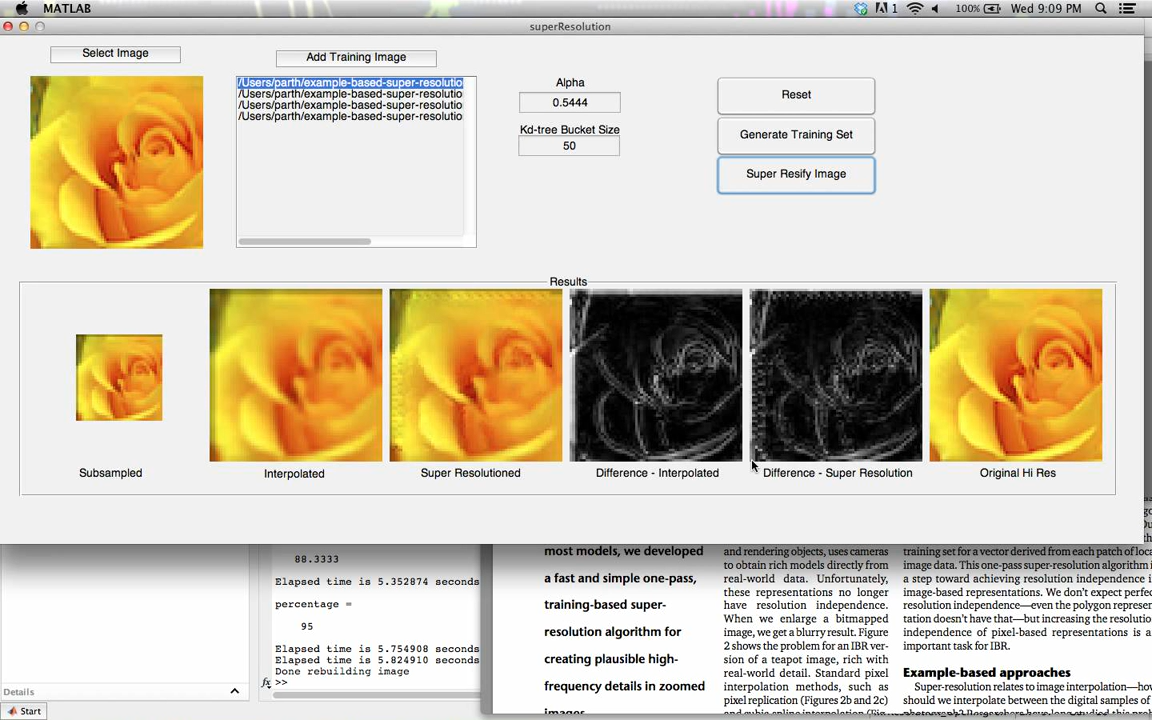 MATLAB
1
100%
Wed 9:09 PM
superResolution
Select Image
Add Training Image
/Users/parth/example-based-super-resolutio
/Users/parth/example-based-super-resolutio
/Users/parth/example-based-super-resolutio
/Users/parth/example-based-super-resolutio
Alpha
0.5444
Kd-tree Bucket Size
50
Reset
Generate Training Set
Super Resify Image
Results
Subsampled
Interpolated
Super Resolutioned
Difference - Interpolated
Difference - Super Resolution
Original Hi Res
88.3333
Elapsed time is 5.352874 seconds
percentage =
95
Elapsed time is 5.754908 seconds
Elapsed time is 5.824910 seconds
Done rebuilding image
fx >>
Details
Start
most models, we developed
a fast and simple one-pass,
training-based super-
resolution algorithm for
creating plausible high-
frequency details in zoomed
images
and rendering objects, uses cameras
to obtain rich models directly from
real-world data. Unfortunately,
these representations no longer
have resolution independence.
When we enlarge a bitmapped
image, we get a blurry result. Figure
2 shows the problem for an IBR ver-
sion of a teapot image, rich with
real-world detail. Standard pixel
interpolation methods, such as
pixel replication (Figures 2b and 2c)
training set for a vector derived from each patch of loca
image data. This one-pass super-resolution algorithm i
a step toward achieving resolution independence i
image-based representations. We don't expect perfec
resolution independence—even the polygon represen
tation doesn't have that—but increasing the resolution
independence of pixel-based representations is a
important task for IBR.
Example-based approaches
Super-resolution relates to image interpolation—how
should we interpolate between the digital samples of